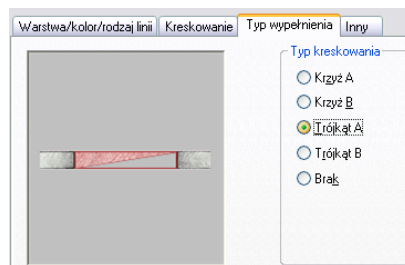 Warstwa/kolor/rodzaj linii Kreskowanie Typ wypełnienia Inny
Typ kreskowania
Krzyż A
Krzyż B
Trójkąt A
Trójkąt B
Brak